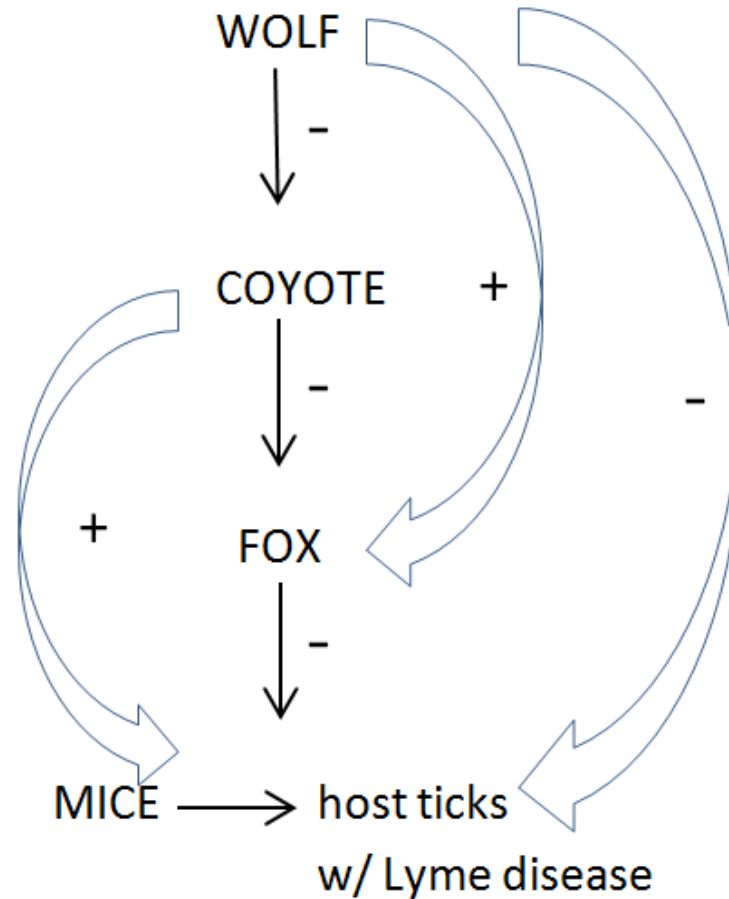 WOLF
-
COYOTE
+
-
-
+
FOX
-
MICE host ticks
w/ Lyme disease